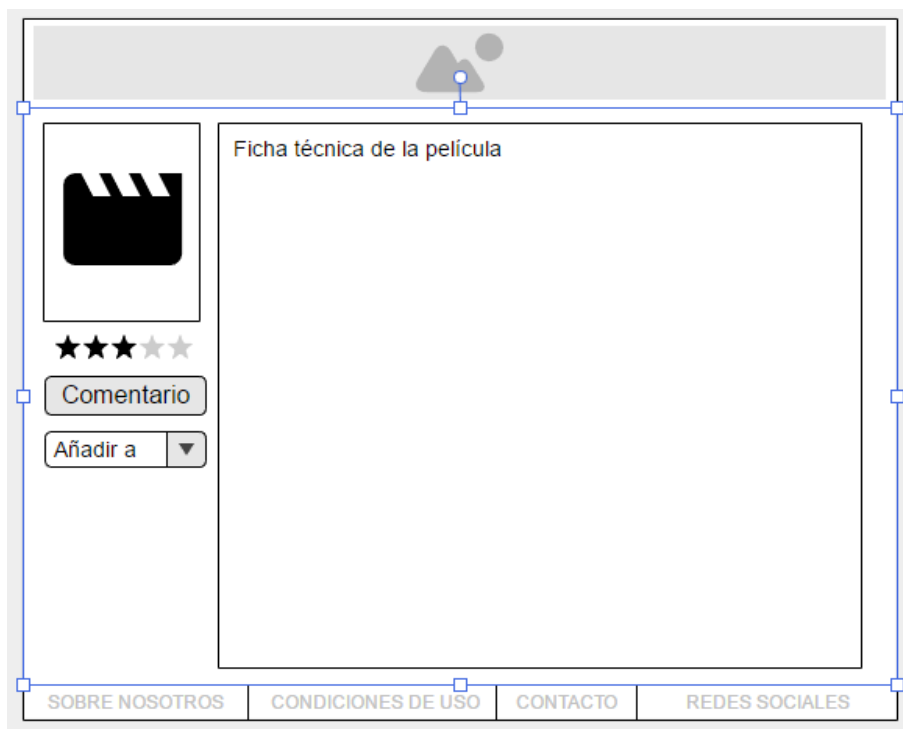 Ficha técnica de la película
Comentario
Añadir a
SOBRE NOSOTROS
CONDICIONES DE USO
CONTACTO
REDES SOCIALES